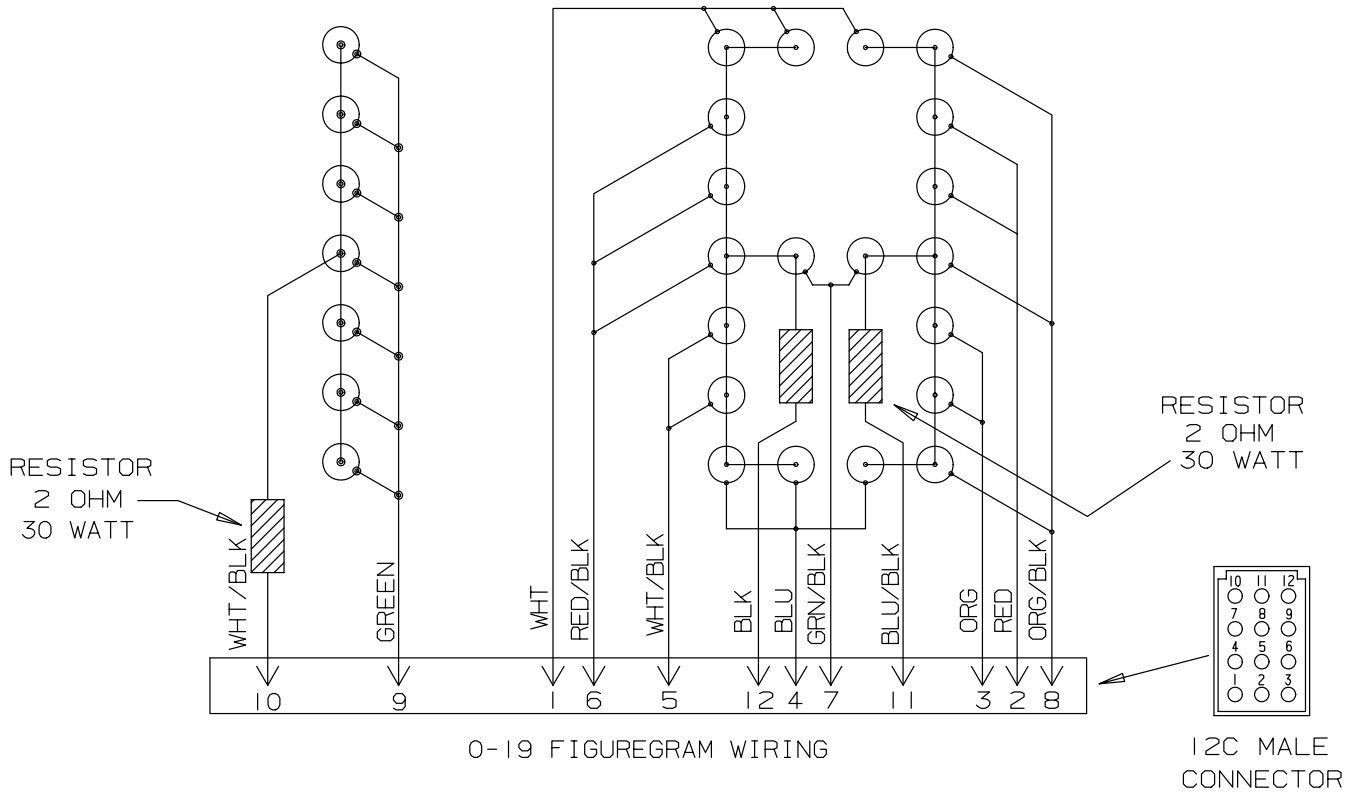 RESISTOR
2 OHM
30 WATT
RESISTOR
2 OHM
30 WATT
WHT/BLK
GREEN
WHT
RED/BLK
WHT/BLK
BLK
BLU
GRN/BLK
BLU/BLK
ORG
RED
ORG/BLK
10 9 1 6 5 12 4 7 11 3 2 8
10 11 12
7 8 9
4 5 6
1 2 3
0-19 FIGUREGRAM WIRING
12C MALE
CONNECTOR